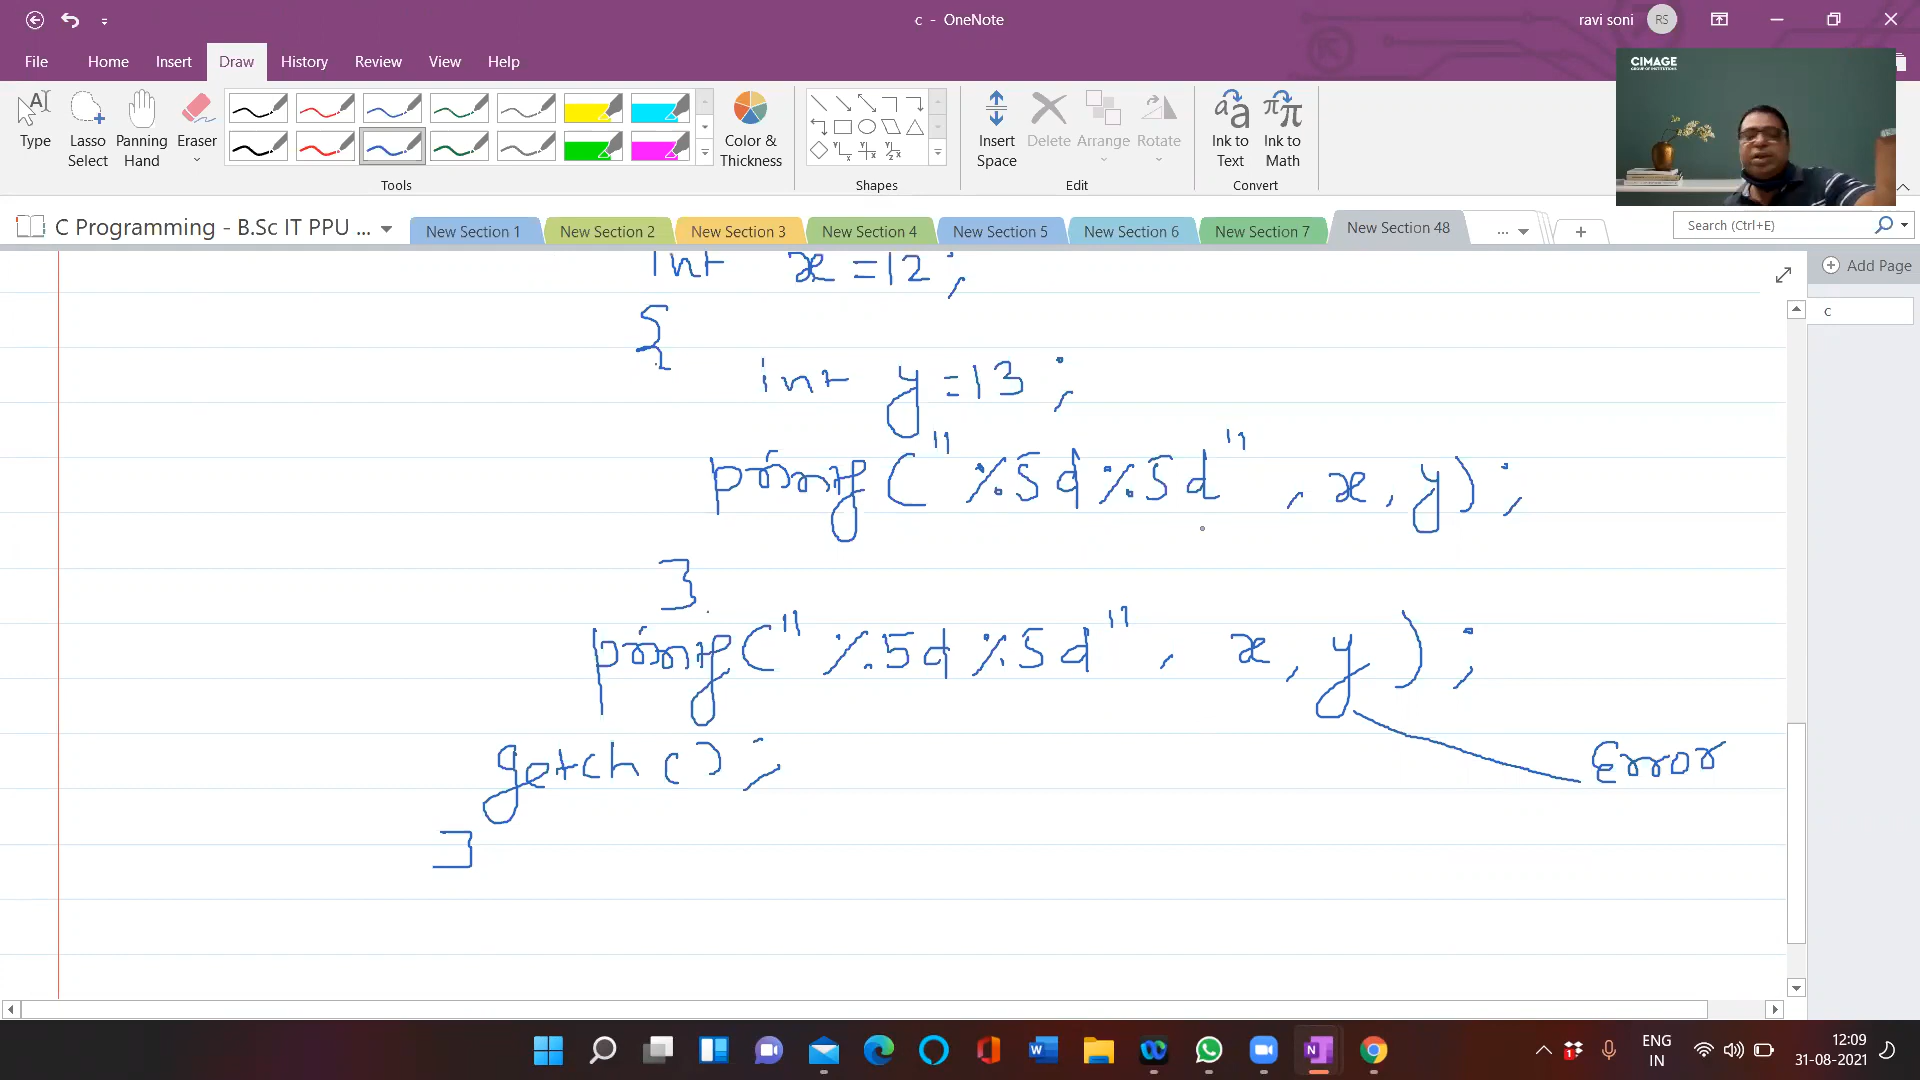 c - OneNote
ravi soni RS
File Home Insert Draw History Review View Help
CIMAGE
GROUP OF INSTITUTIONS
Type Lasso Select Panning Hand Eraser Color & Thickness Insert Space Delete Arrange Rotate Ink to Text Ink to Math
Tools Shapes Edit Convert
C Programming - B.Sc IT PPU ... New Section 1 New Section 2 New Section 3 New Section 4 New Section 5 New Section 6 New Section 7 New Section 48 ... + Search (Ctrl+E)
Add Page
c
int x = 12 ;
{
int y = 13 ;
printf ( " %5d %5d " , x , y ) ;
}
printf ( " %5d %5d " , x , y ) ;
getch ( ) ;
Error
}
ENG
IN
12:09
31-08-2021